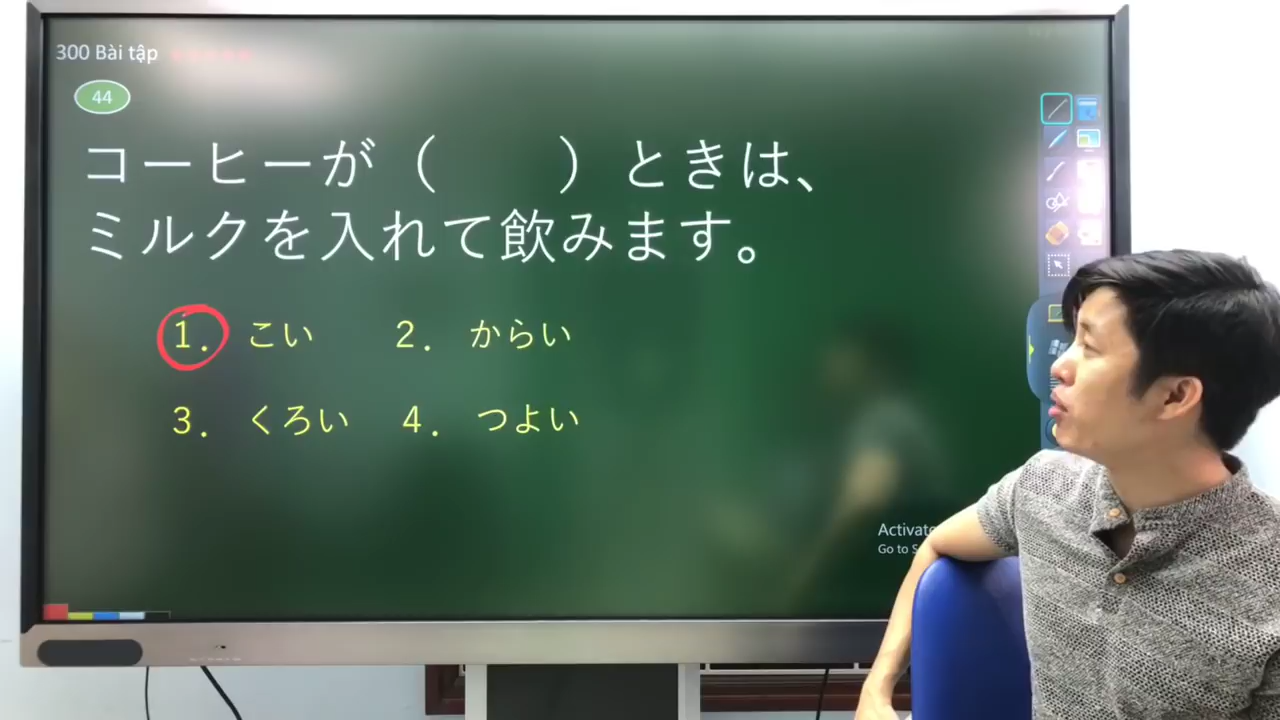 300 Bài tập
44
コーヒーが（　　）ときは、
ミルクを入れて飲みます。
1. こい 2. からい
3. くろい 4. つよい
Activate
Go to S